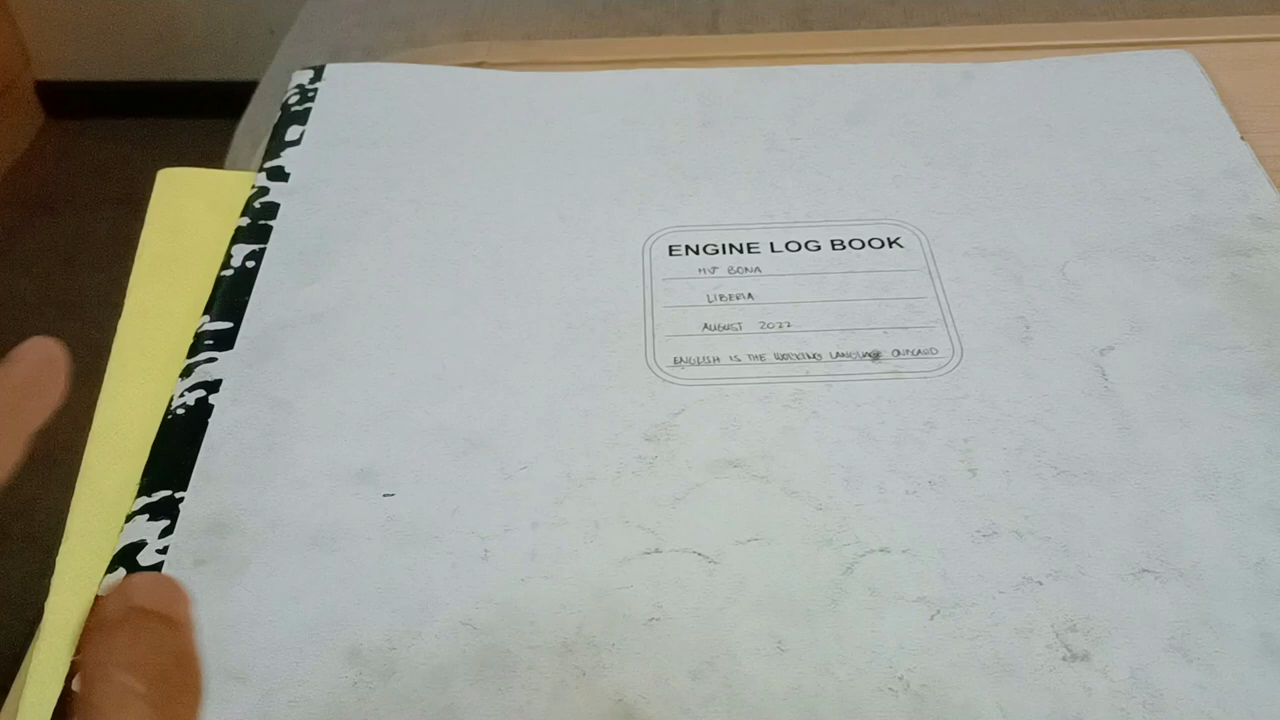 ENGINE LOG BOOK
MV BONA
LIBERIA
AUGUST 2022
ENGLISH IS THE WORKING LANGUAGE ONBOARD